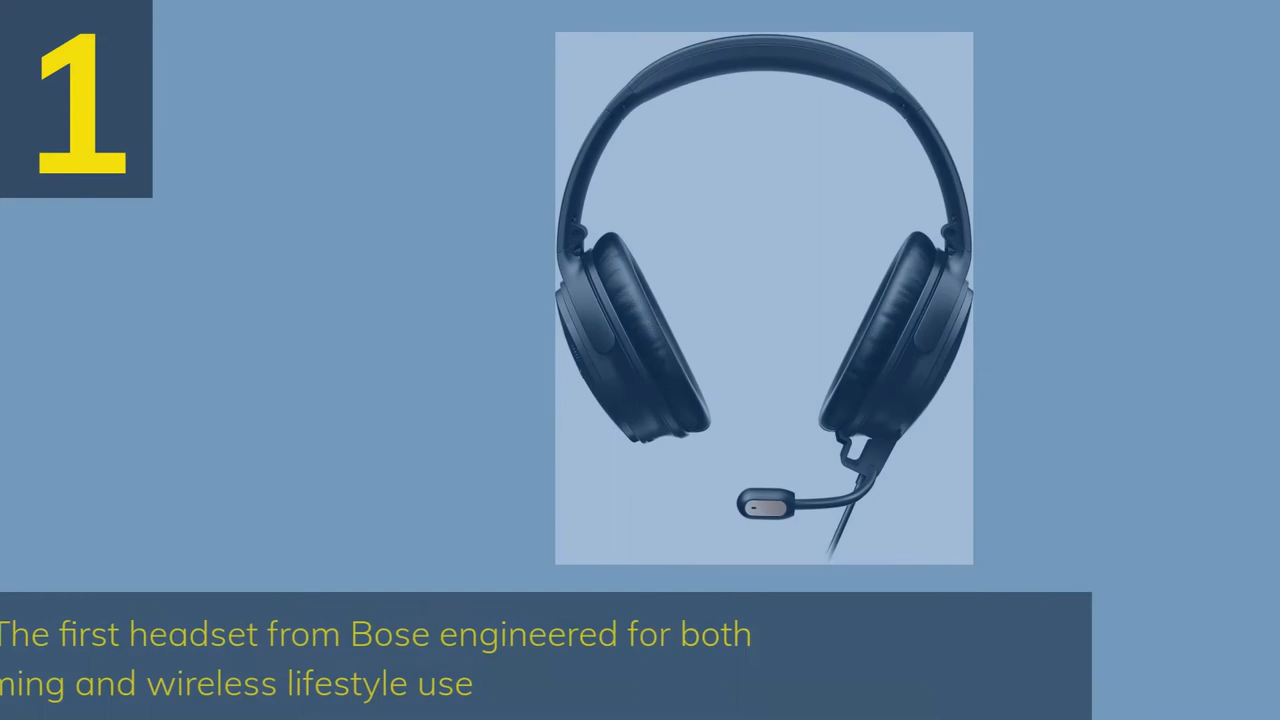 1
The first headset from Bose engineered for both
ming and wireless lifestyle use